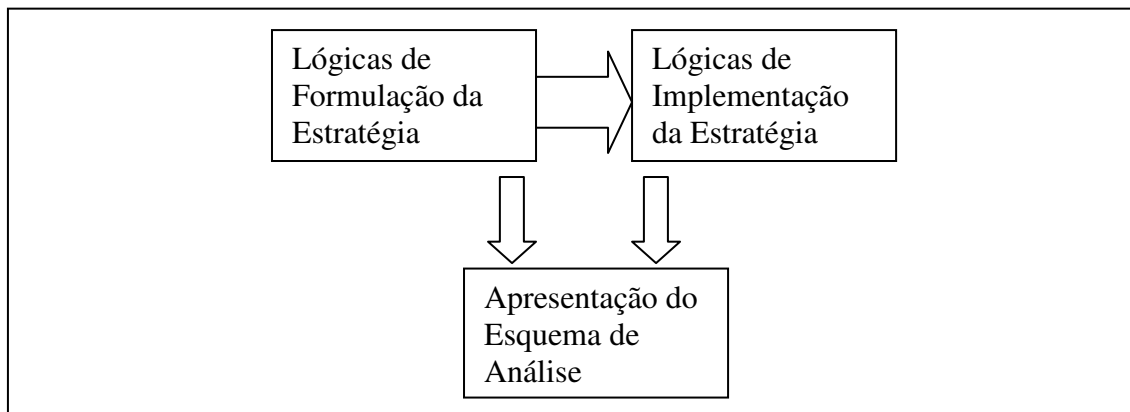 Lógicas de
Formulação da
Estratégia
Lógicas de
Implementação
da Estratégia
Apresentação do
Esquema de
Análise